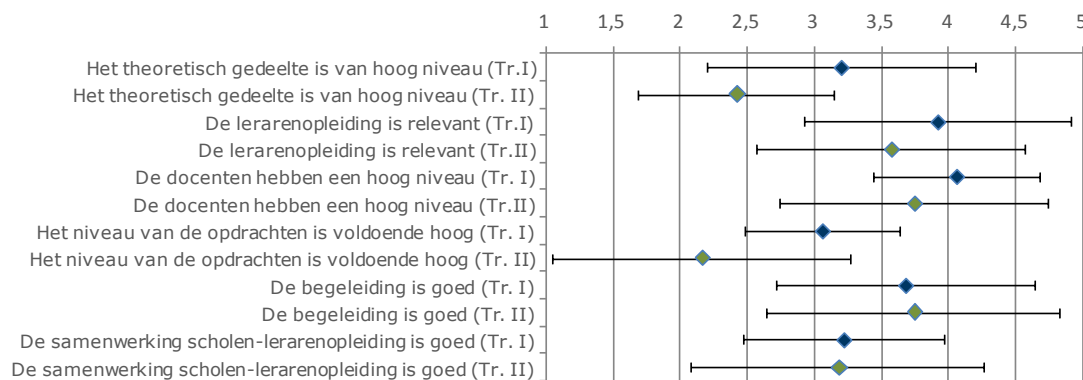 1 1,5 2 2,5 3 3,5 4 4,5 5
Het theoretisch gedeelte is van hoog niveau (Tr.I)
Het theoretisch gedeelte is van hoog niveau (Tr. II)
De lerarenopleiding is relevant (Tr.I)
De lerarenopleiding is relevant (Tr.II)
De docenten hebben een hoog niveau (Tr. I)
De docenten hebben een hoog niveau (Tr.II)
Het niveau van de opdrachten is voldoende hoog (Tr. I)
Het niveau van de opdrachten is voldoende hoog (Tr. II)
De begeleiding is goed (Tr. I)
De begeleiding is goed (Tr. II)
De samenwerking scholen-lerarenopleiding is goed (Tr. I)
De samenwerking scholen-lerarenopleiding is goed (Tr. II)